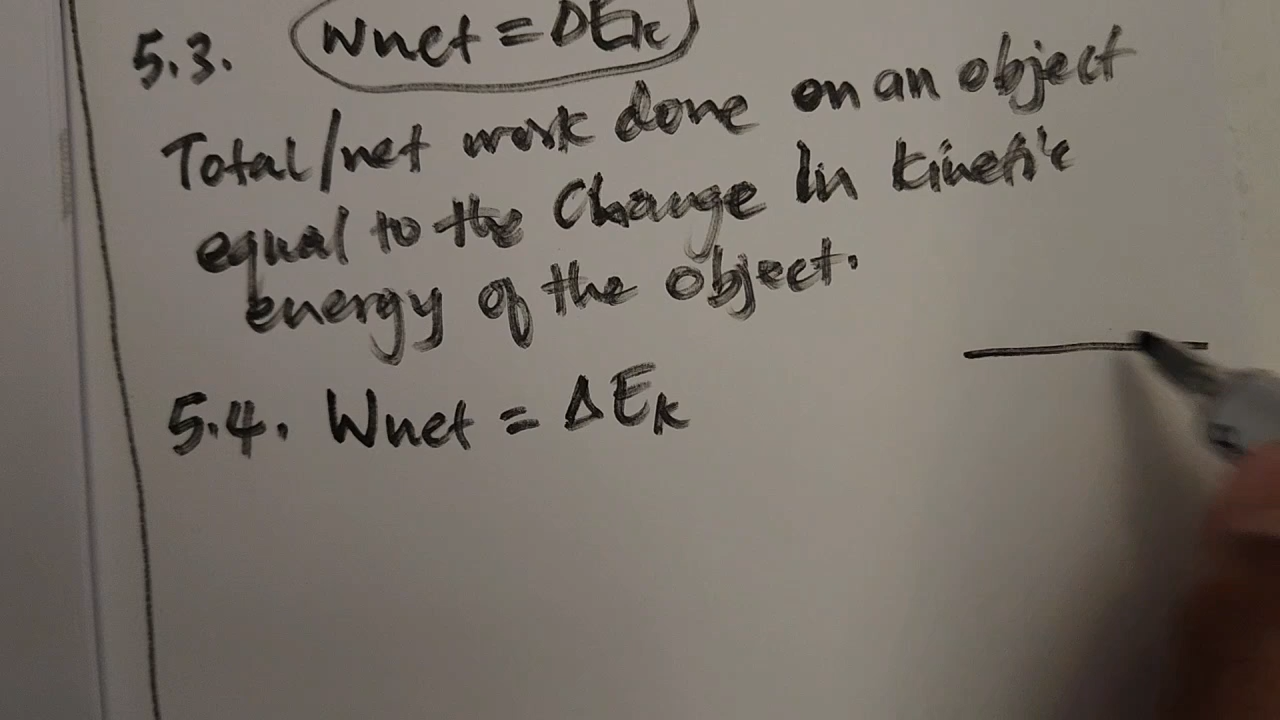 5.3. Wnet = ΔEk
Total/net work done on an object
equal to the change in kinetic
energy of the object.
5.4. Wnet = ΔEk